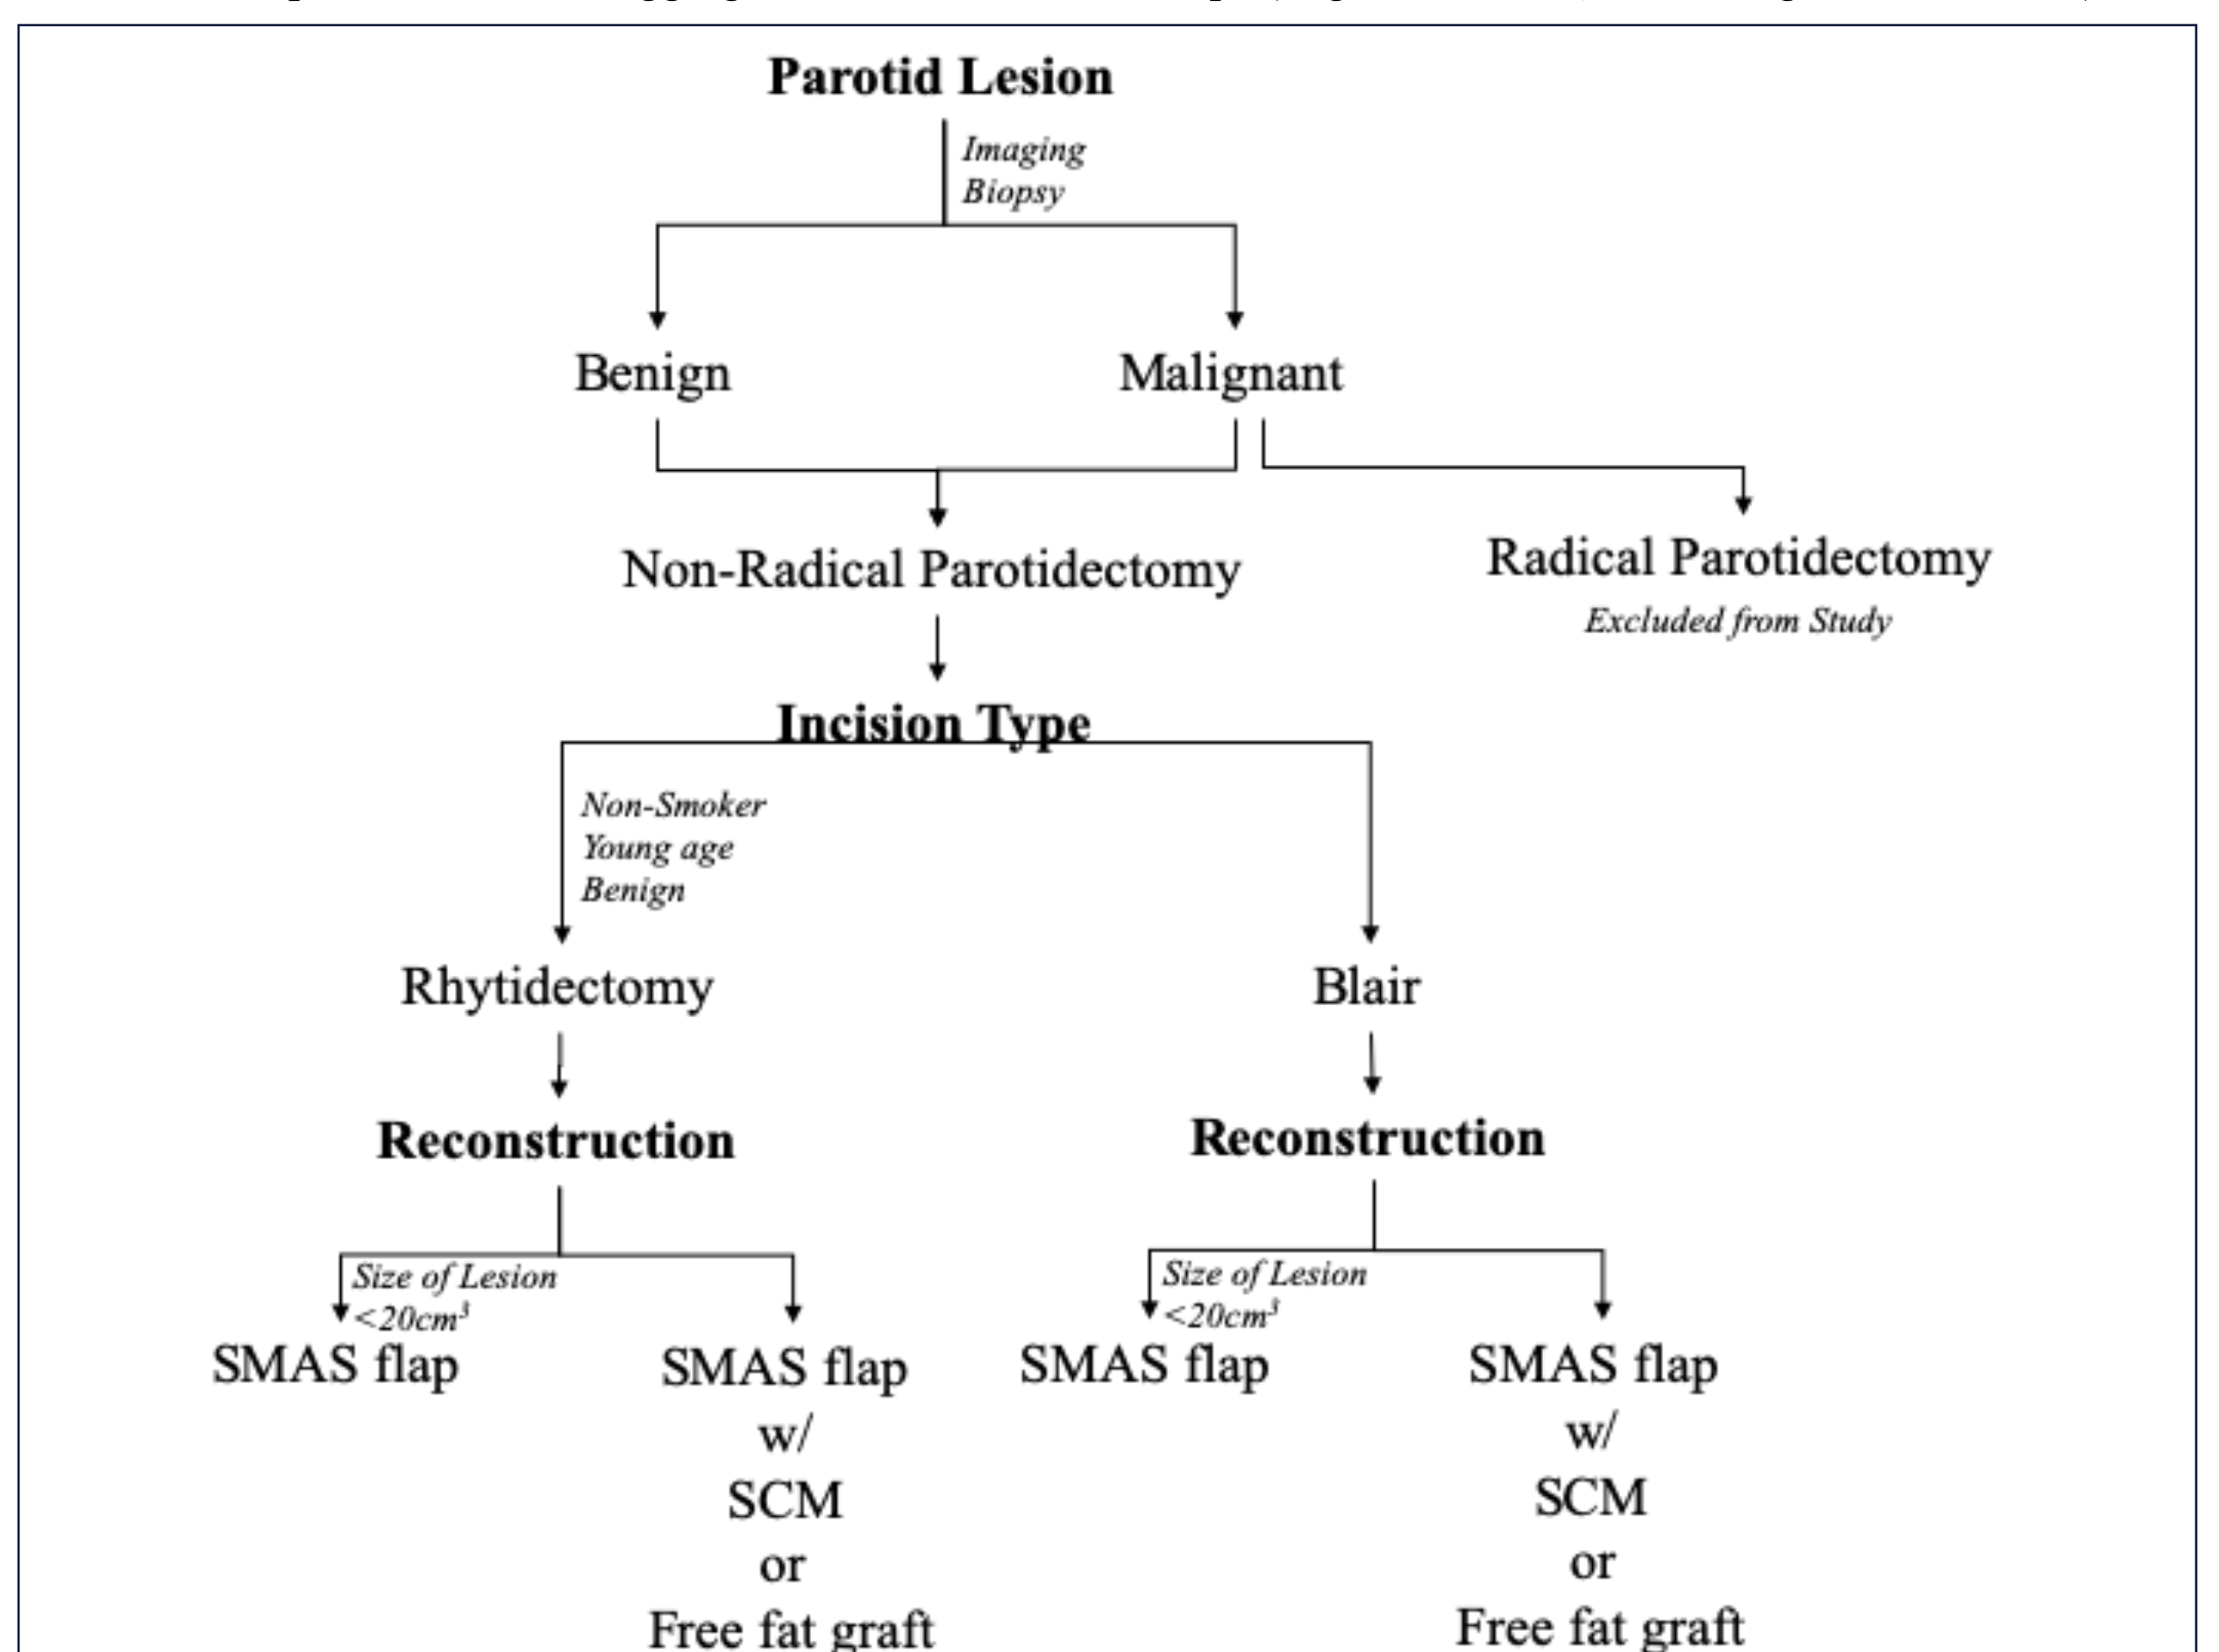 Parotid Lesion
Imaging
Biopsy
Benign
Malignant
Non-Radical Parotidectomy
Radical Parotidectomy
Excluded from Study
Incision Type
Non-Smoker
Young age
Benign
Rhytidectomy
Blair
Reconstruction
Reconstruction
Size of Lesion
<20cm³
SMAS flap
SMAS flap
w/
SCM
or
Free fat graft
Size of Lesion
<20cm³
SMAS flap
SMAS flap
w/
SCM
or
Free fat graft